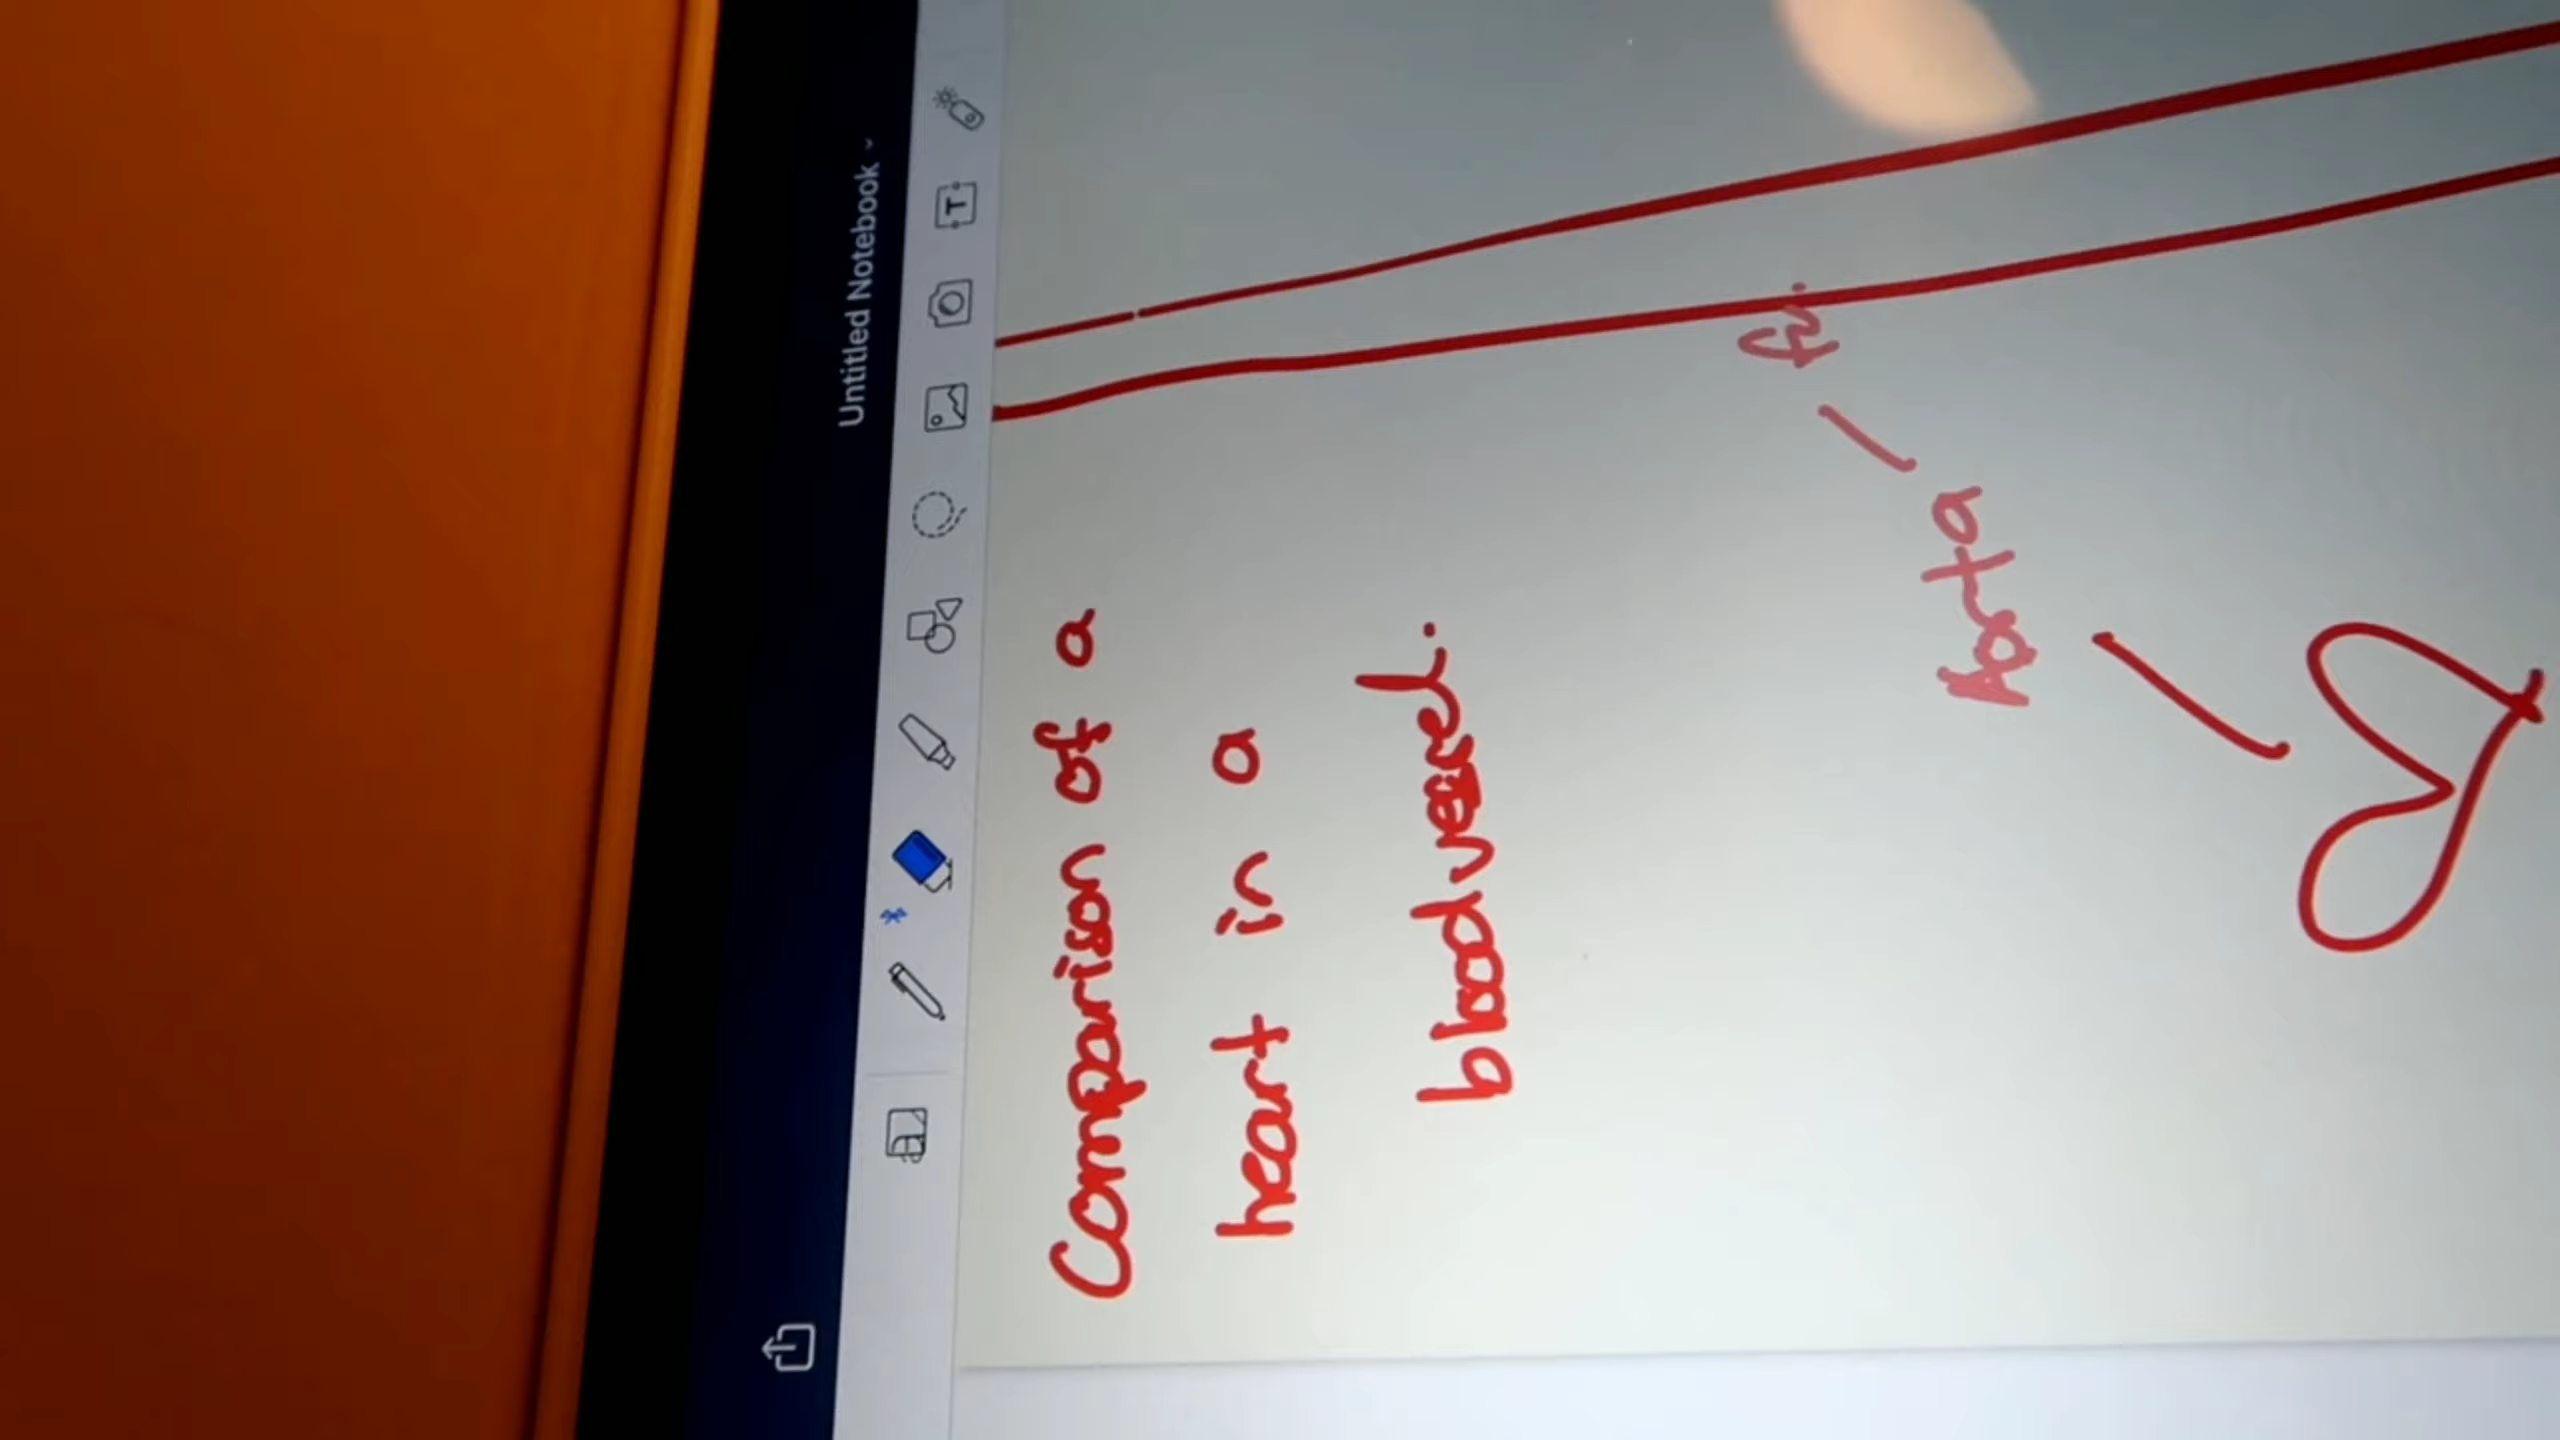 Untitled Notebook
Comparison of a
heart in a
blood vessel.
Aorta